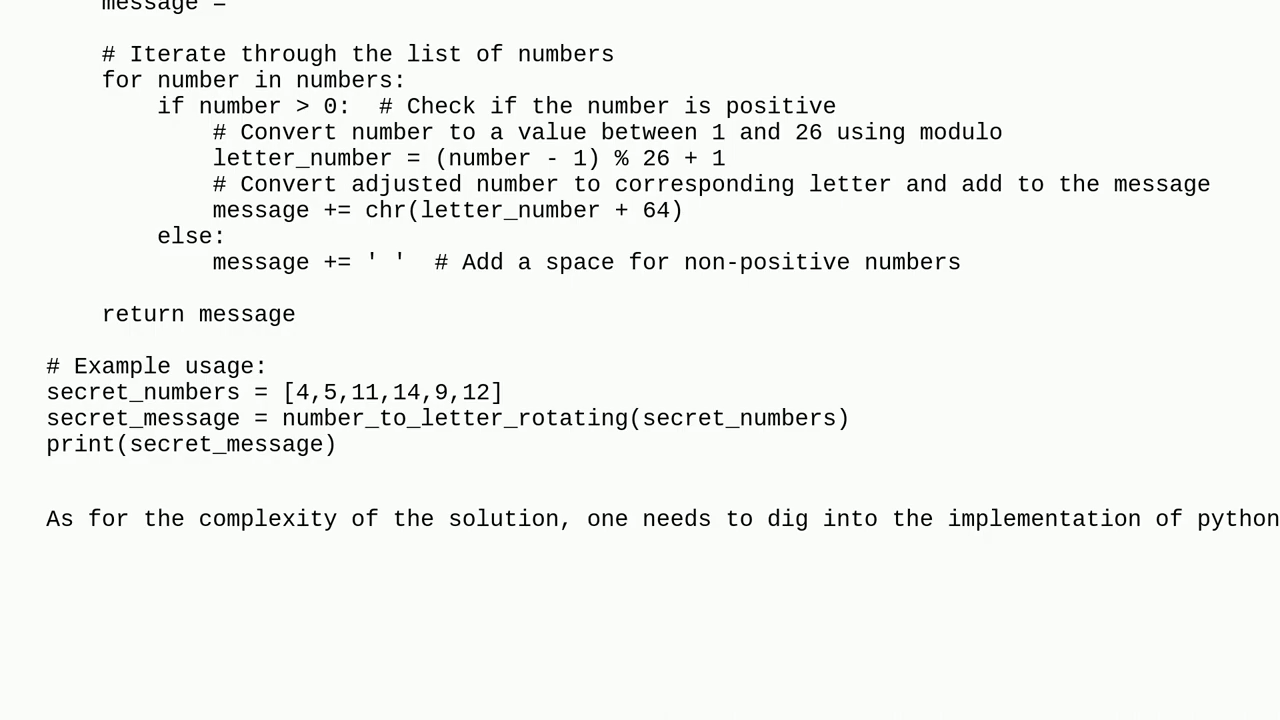 message =
# Iterate through the list of numbers
for number in numbers:
if number > 0:  # Check if the number is positive
# Convert number to a value between 1 and 26 using modulo
letter_number = (number - 1) % 26 + 1
# Convert adjusted number to corresponding letter and add to the message
message += chr(letter_number + 64)
else:
message += ' '  # Add a space for non-positive numbers
return message
# Example usage:
secret_numbers = [4,5,11,14,9,12]
secret_message = number_to_letter_rotating(secret_numbers)
print(secret_message)
As for the complexity of the solution, one needs to dig into the implementation of python